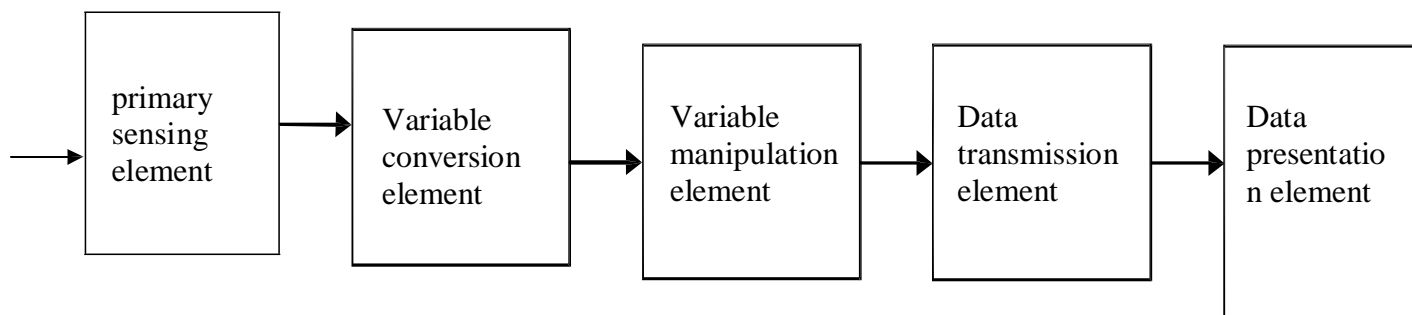 primary
sensing
element
Variable
conversion
element
Variable
manipulation
element
Data
transmission
element
Data
presentatio
n element